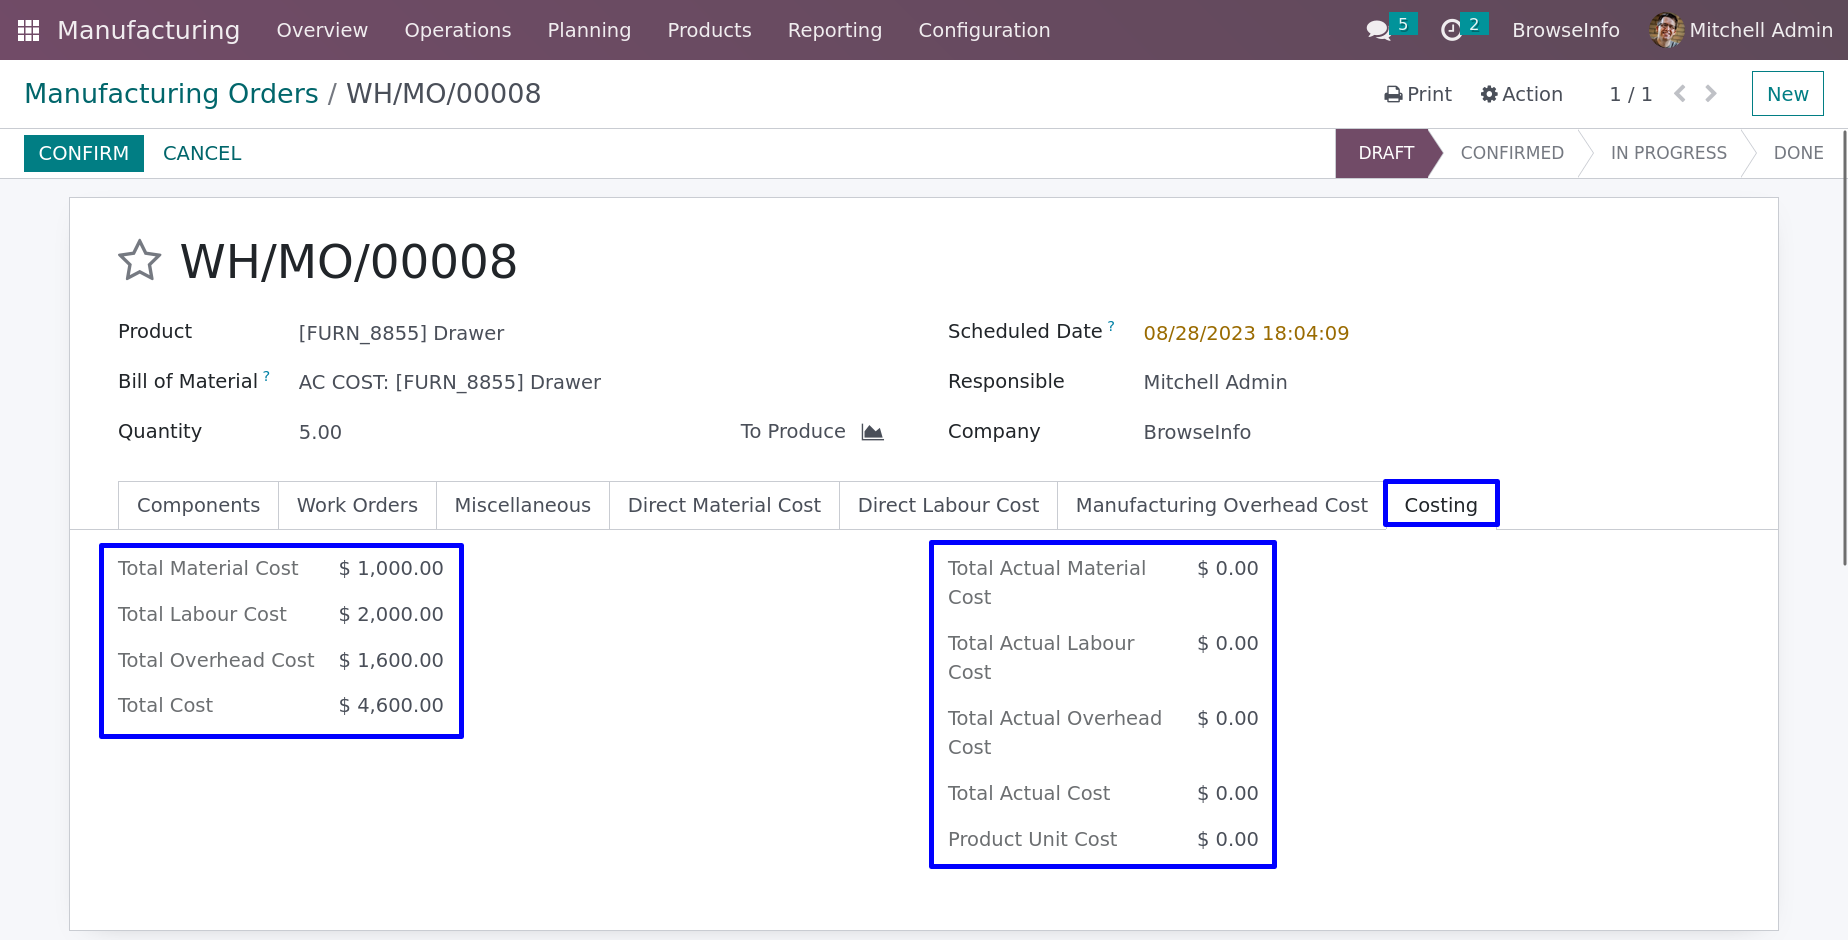 Manufacturing Overview Operations Planning Products Reporting Configuration 5 2 BrowseInfo Mitchell Admin
Manufacturing Orders / WH/MO/00008 Print Action 1 / 1 New
CONFIRM CANCEL DRAFT CONFIRMED IN PROGRESS DONE
WH/MO/00008
Product [FURN_8855] Drawer Scheduled Date ? 08/28/2023 18:04:09
Bill of Material ? AC COST: [FURN_8855] Drawer Responsible Mitchell Admin
Quantity 5.00 To Produce Company BrowseInfo
Components Work Orders Miscellaneous Direct Material Cost Direct Labour Cost Manufacturing Overhead Cost Costing
Total Material Cost $ 1,000.00
Total Labour Cost $ 2,000.00
Total Overhead Cost $ 1,600.00
Total Cost $ 4,600.00
Total Actual Material $ 0.00
Cost
Total Actual Labour $ 0.00
Cost
Total Actual Overhead $ 0.00
Cost
Total Actual Cost $ 0.00
Product Unit Cost $ 0.00